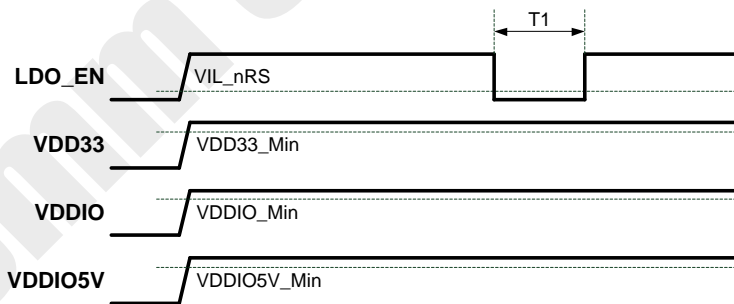 T1
LDO_EN
VIL_nRS
VDD33
VDD33_Min
VDDIO
VDDIO_Min
VDDIO5V
VDDIO5V_Min